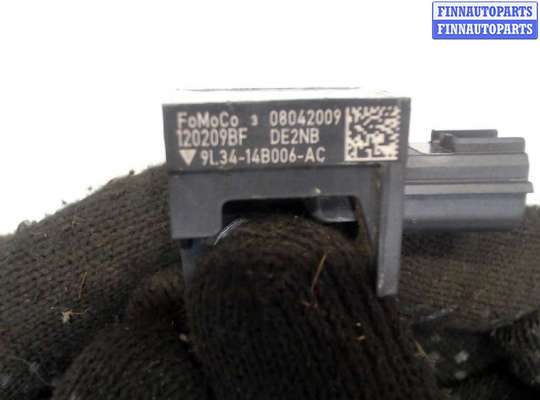 FINNAUTOPARTS
FINNAUTOPARTS
FoMoCo 3 08042009
120209BF DE2NB
9L34-14B006-AC